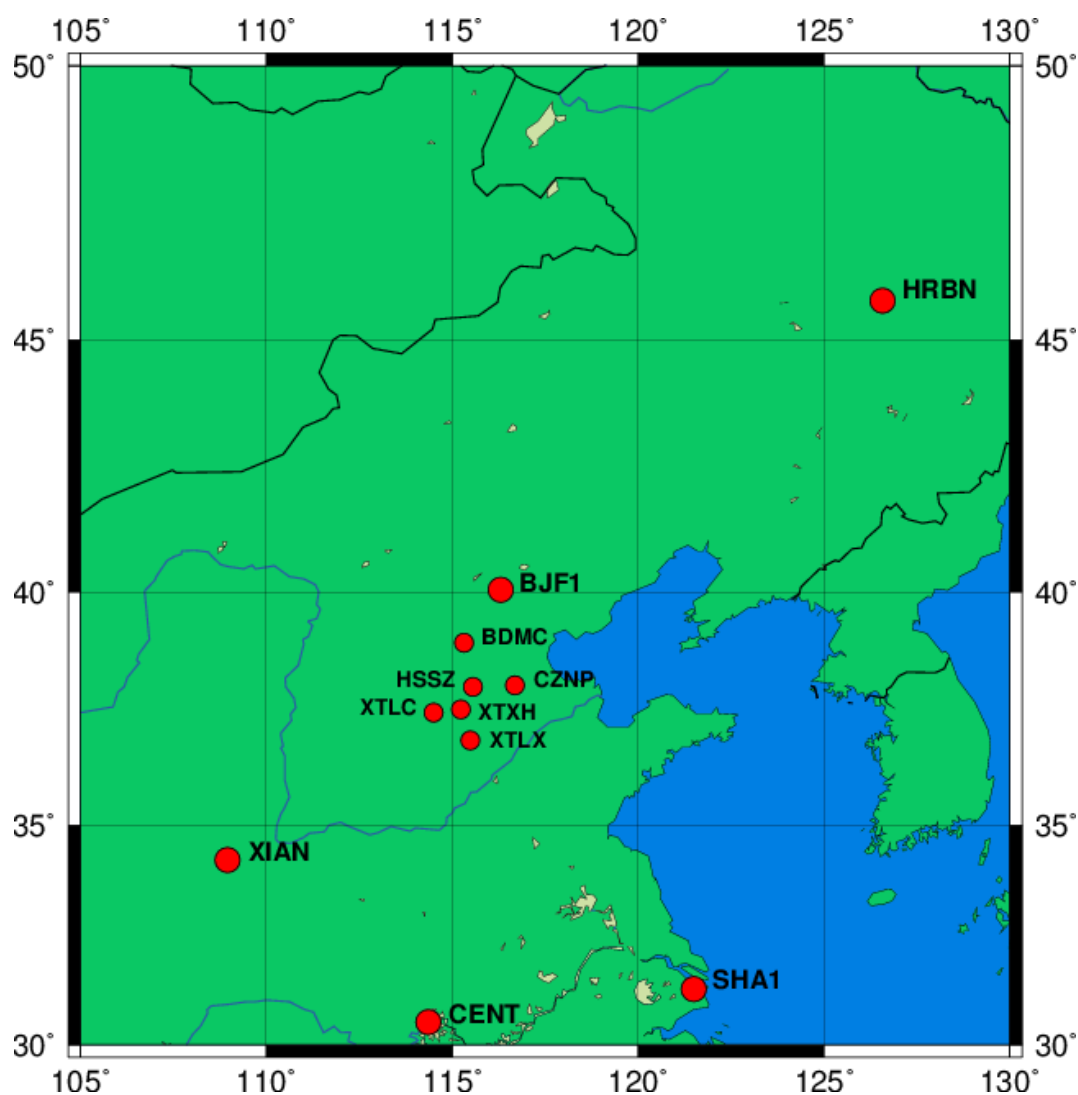 105° 110° 115° 120° 125° 130°
50° 50°
HRBN
45° 45°
BJF1
40° 40°
BDMC
HSSZ CZNP
XTLC XTXH
XTLX
35° 35°
XIAN
SHA1
CENT
30° 30°
105° 110° 115° 120° 125° 130°